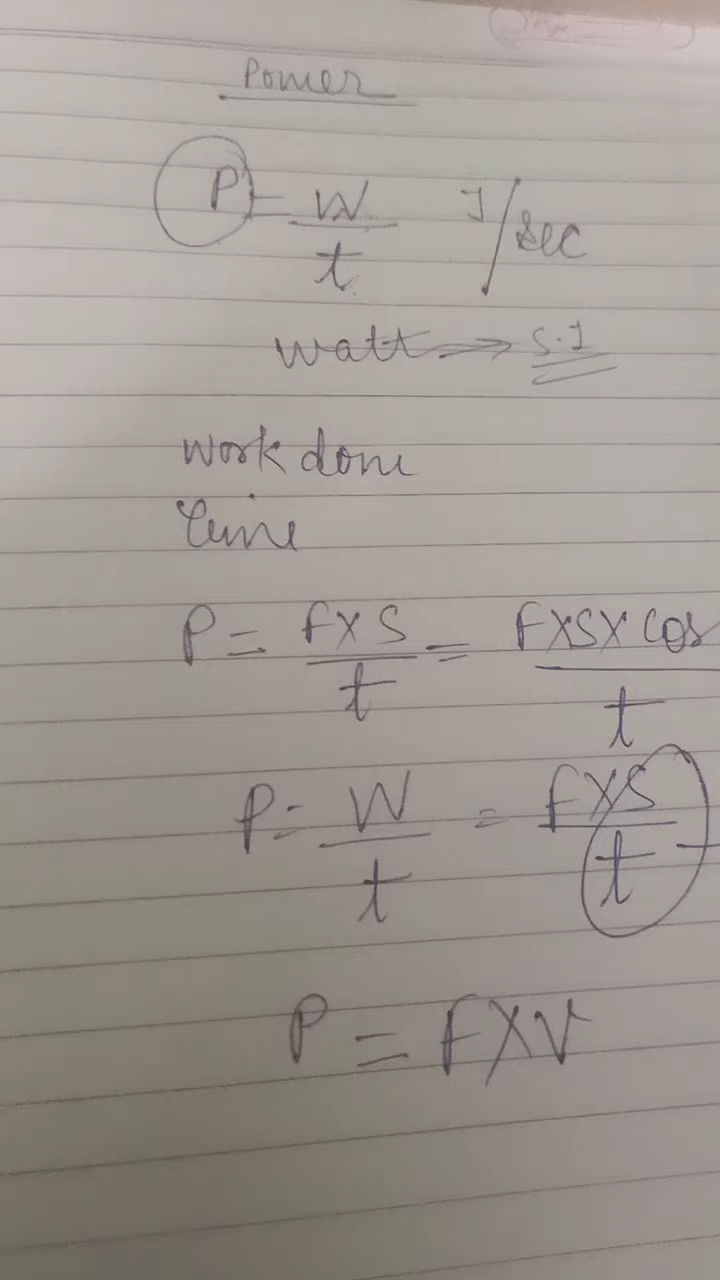 Power
P = W/t J/sec
watt → S.I
Work done
Time
P = F×S/t = F×S×Cos/t
P = W/t = F×S/t
P = F×V